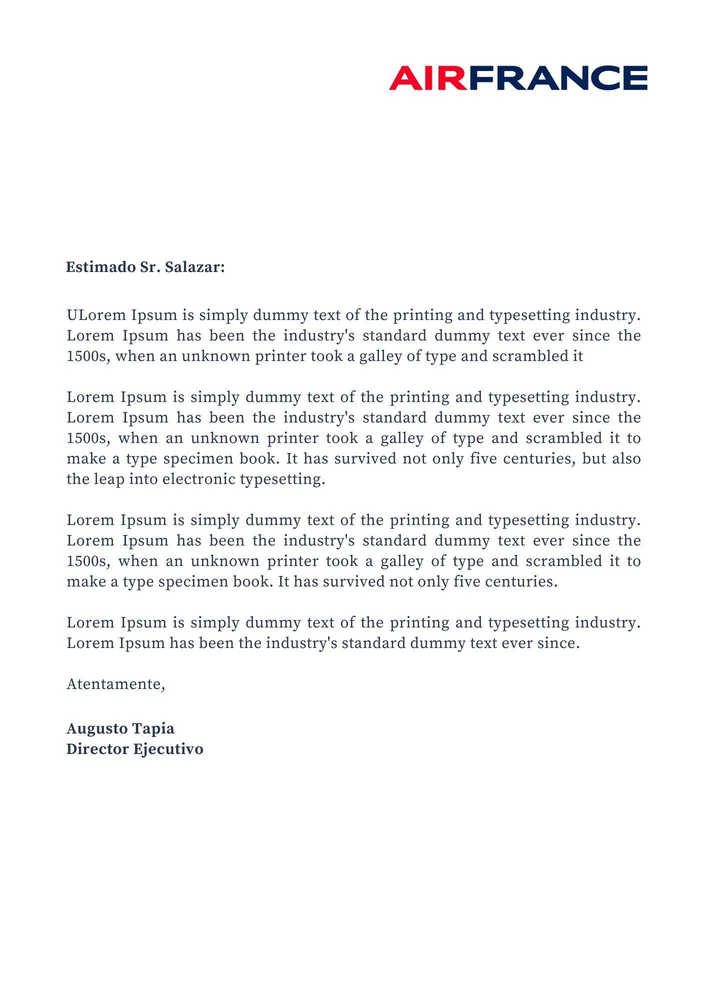 AIRFRANCE
Estimado Sr. Salazar:
ULorem Ipsum is simply dummy text of the printing and typesetting industry.
Lorem Ipsum has been the industry's standard dummy text ever since the
1500s, when an unknown printer took a galley of type and scrambled it
Lorem Ipsum is simply dummy text of the printing and typesetting industry.
Lorem Ipsum has been the industry's standard dummy text ever since the
1500s, when an unknown printer took a galley of type and scrambled it to
make a type specimen book. It has survived not only five centuries, but also
the leap into electronic typesetting.
Lorem Ipsum is simply dummy text of the printing and typesetting industry.
Lorem Ipsum has been the industry's standard dummy text ever since the
1500s, when an unknown printer took a galley of type and scrambled it to
make a type specimen book. It has survived not only five centuries.
Lorem Ipsum is simply dummy text of the printing and typesetting industry.
Lorem Ipsum has been the industry's standard dummy text ever since.
Atentamente,
Augusto Tapia
Director Ejecutivo